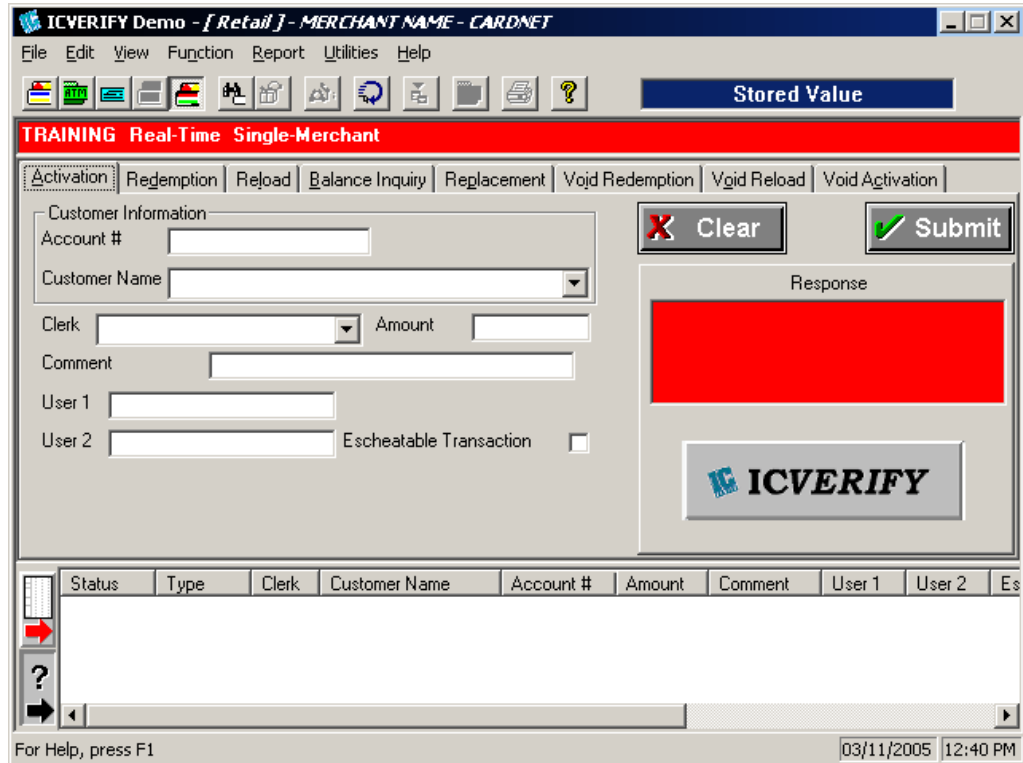 ICVERIFY Demo - [ Retail ] - MERCHANT NAME - CARDNET
File Edit View Function Report Utilities Help
ATM
Stored Value
TRAINING Real-Time Single-Merchant
Activation Redemption Reload Balance Inquiry Replacement Void Redemption Void Reload Void Activation
Customer Information
Account #
Customer Name
Clear
Submit
Response
Clerk
Amount
Comment
User 1
User 2
Escheatable Transaction
ICVERIFY
Status Type Clerk Customer Name Account # Amount Comment User 1 User 2 Es
For Help, press F1
03/11/2005 12:40 PM